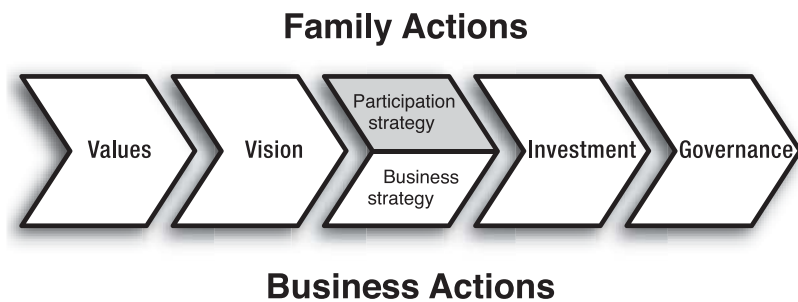 Family Actions
Values
Vision
Participation
strategy
Business
strategy
Investment
Governance
Business Actions